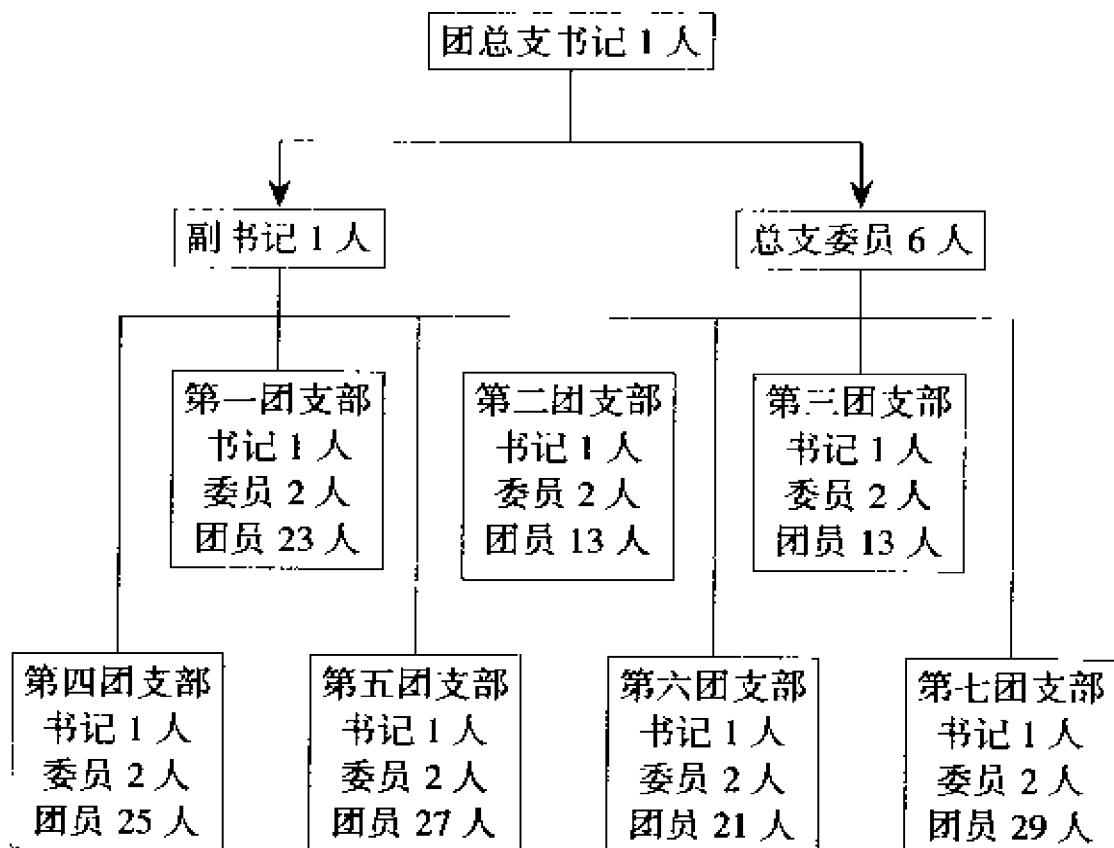 团总支书记 1 人
副书记 1 人
总支委员 6 人
第一团支部
书记 1 人
委员 2 人
团员 23 人
第二团支部
书记 1 人
委员 2 人
团员 13 人
第三团支部
书记 1 人
委员 2 人
团员 13 人
第四团支部
书记 1 人
委员 2 人
团员 25 人
第五团支部
书记 1 人
委员 2 人
团员 27 人
第六团支部
书记 1 人
委员 2 人
团员 21 人
第七团支部
书记 1 人
委员 2 人
团员 29 人